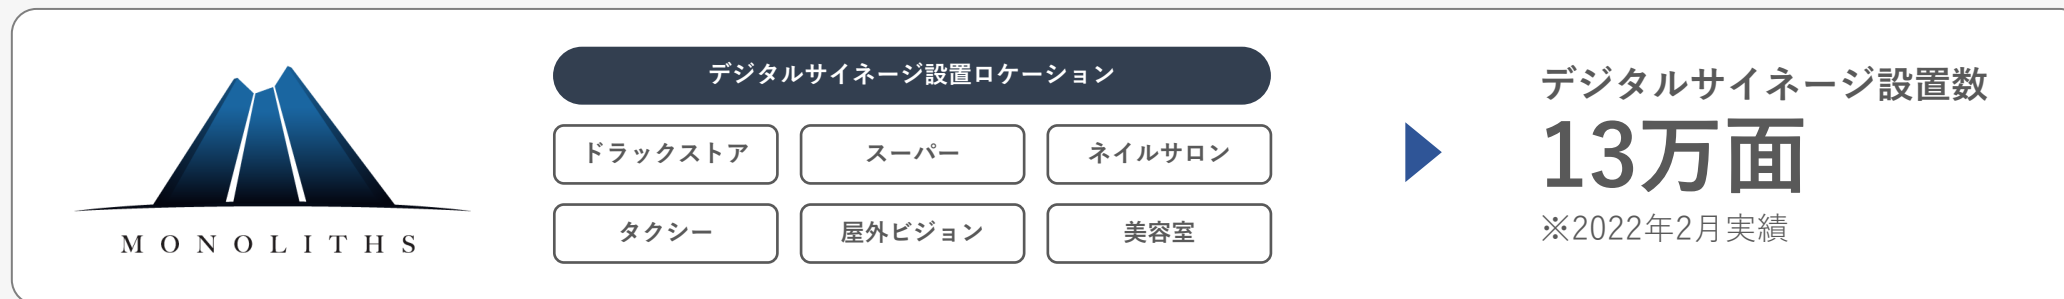 MONOLITHS
デジタルサイネージ設置ロケーション
ドラックストア
スーパー
ネイルサロン
タクシー
屋外ビジョン
美容室
デジタルサイネージ設置数
13万面
※2022年2月実績